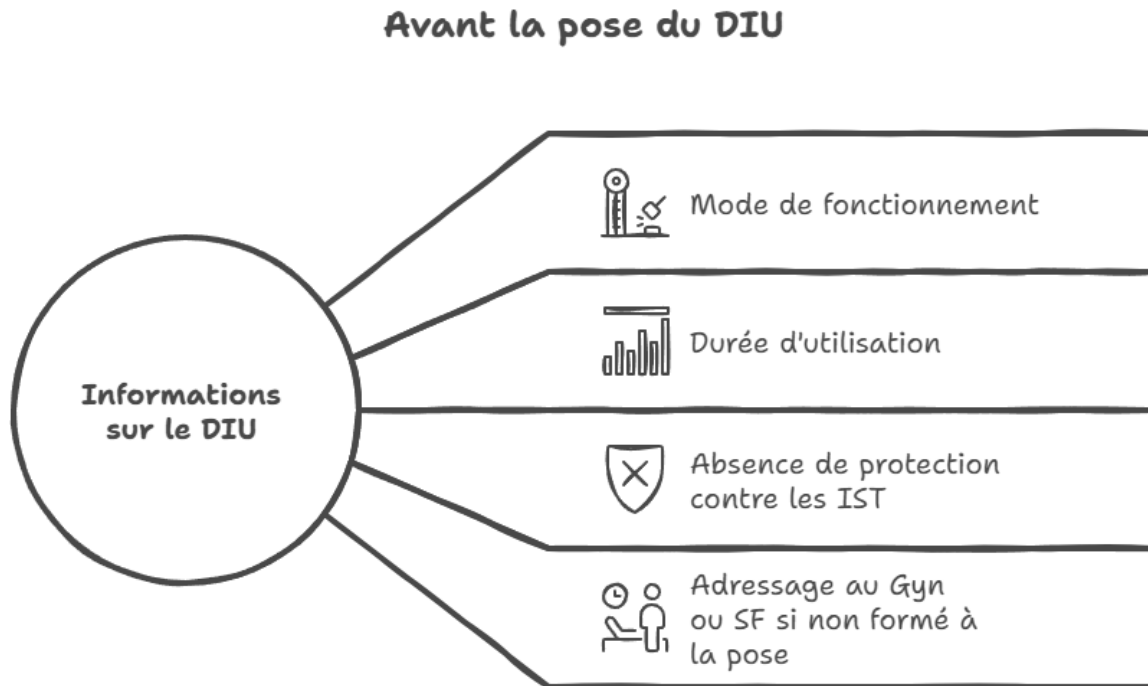 Avant la pose du DIU
Informations
sur le DIU
Mode de fonctionnement
Durée d'utilisation
Absence de protection
contre les IST
Adressage au Gyn
ou SF si non formé à
la pose